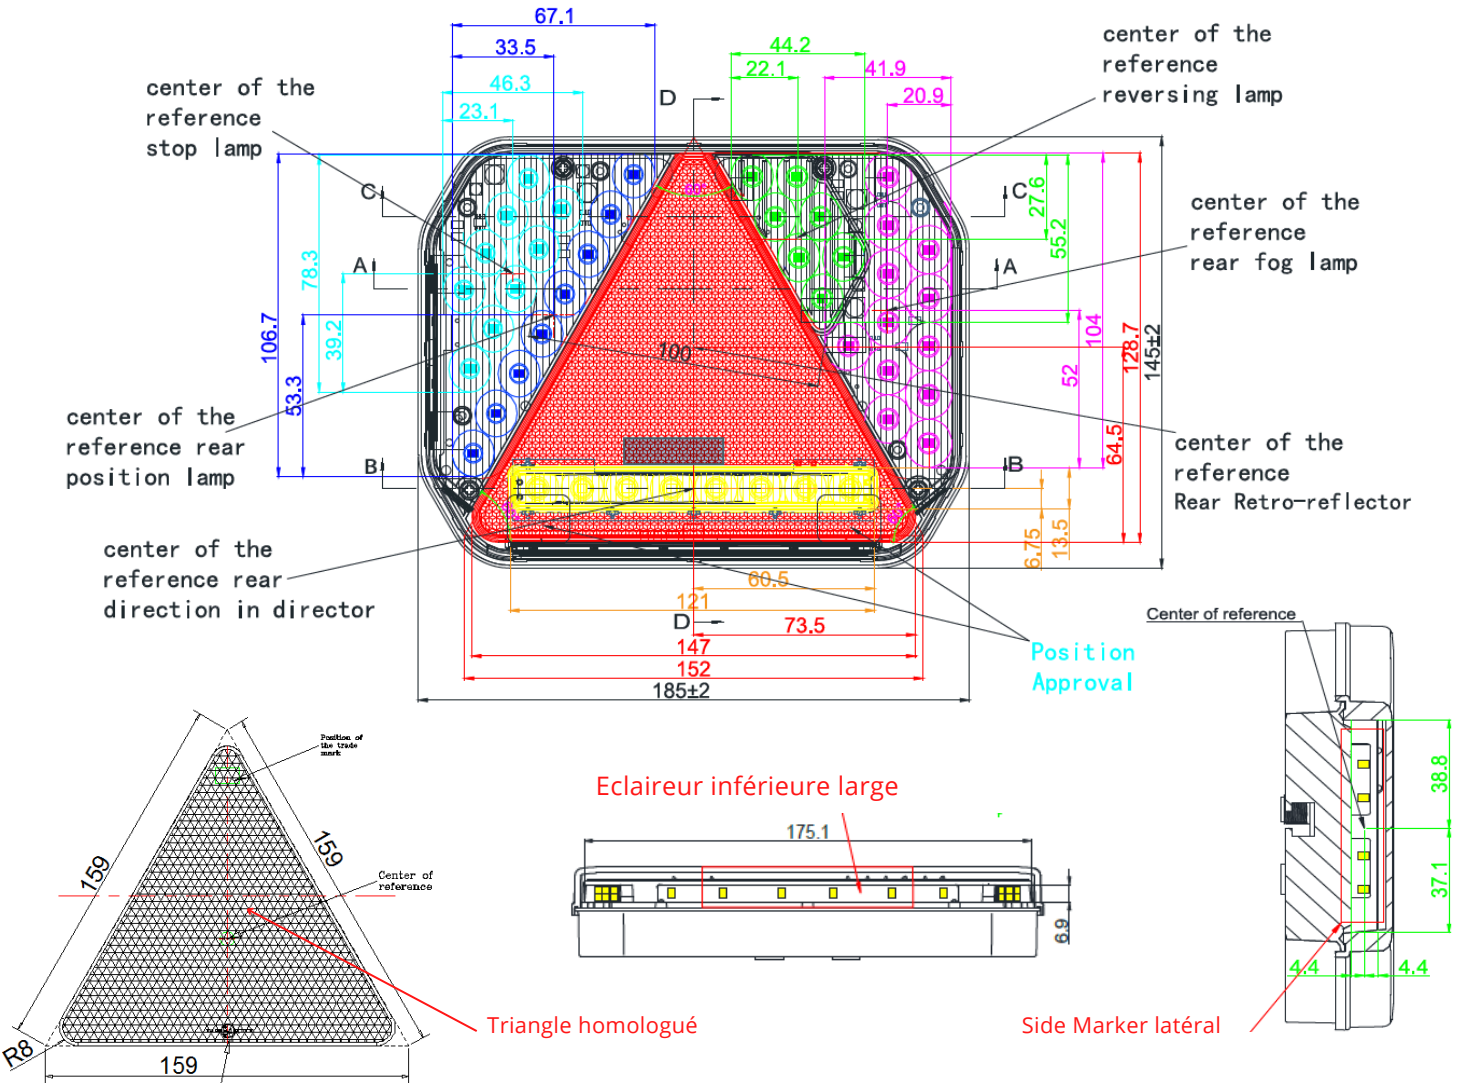 67.1
33.5
46.3
23.1
44.2
22.1
41.9
20.9
center of the
reference
stop lamp
center of the
reference
reversing lamp
center of the
reference
rear fog lamp
center of the
reference rear
position lamp
center of the
reference
Rear Retro-reflector
center of the
reference rear
direction in director
D
D
C
C
A
A
B
B
60°
100
106.7
53.3
78.3
39.2
27.6
55.2
104
52
128.7
64.5
145±2
6.75
13.5
60.5
121
73.5
147
152
185±2
Position
Approval
Center of reference
38.8
37.1
4.4
4.4
Side Marker latéral
Eclaireur inférieure large
175.1
6.9
Position of
the trade
mark
Center of
reference
159
159
159
R8
Triangle homologué